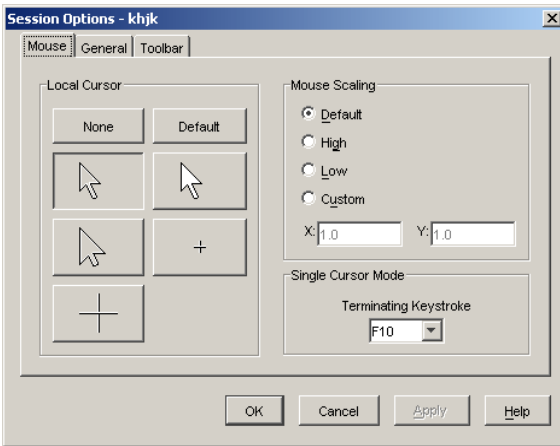 Session Options - khjk
Mouse General Toolbar
Local Cursor
None Default
Mouse Scaling
Default
High
Low
Custom
X: 1.0 Y: 1.0
Single Cursor Mode
Terminating Keystroke
F10
OK Cancel Apply Help